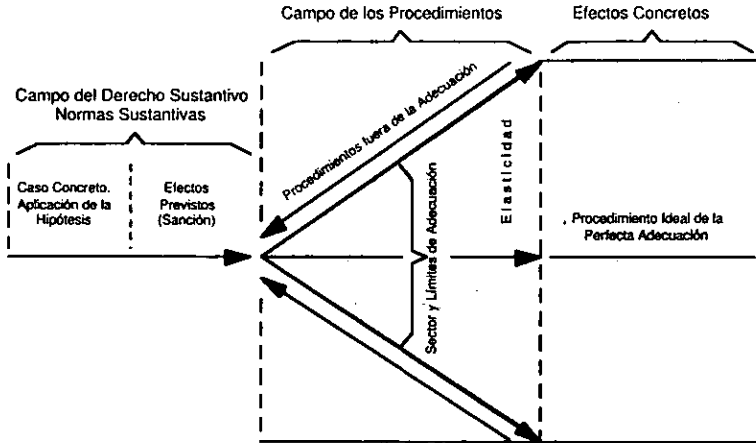 Campo de los Procedimientos
Efectos Concretos
Campo del Derecho Sustantivo
Normas Sustantivas
Caso Concreto.
Aplicación de la
Hipótesis
Efectos
Previstos
(Sanción)
Procedimientos fuera de la Adecuación
Sector y Límites de Adecuación
Elasticidad
. Procedimiento Ideal de la
Perfecta Adecuación